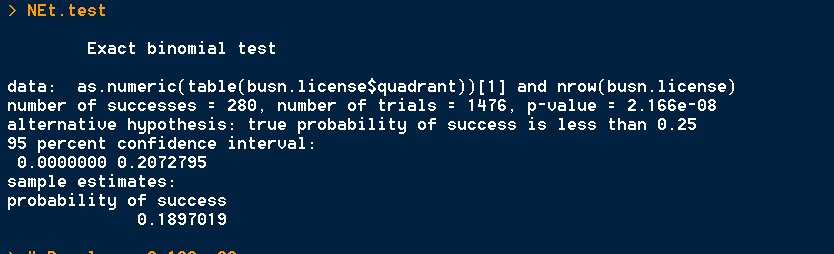 > NEt.test
Exact binomial test
data:  as.numeric(table(busn.license$quadrant))[1] and nrow(busn.license)
number of successes = 280, number of trials = 1476, p-value = 2.166e-08
alternative hypothesis: true probability of success is less than 0.25
95 percent confidence interval:
0.0000000 0.2072795
sample estimates:
probability of success
0.1897019